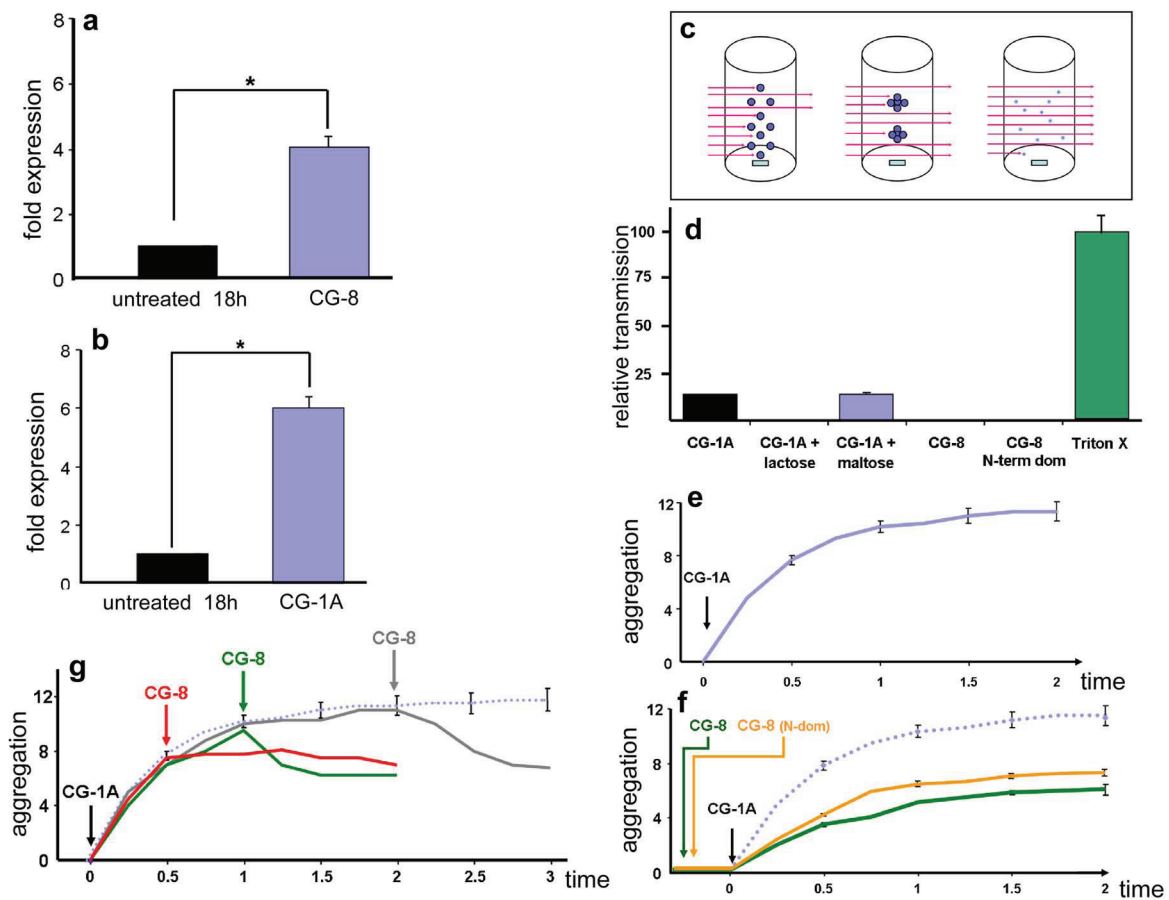 a
8
6
4
2
0
fold expression
*
untreated 18h
CG-8
b
8
6
4
2
0
fold expression
*
untreated 18h
CG-1A
c
d
100
75
50
25
relative transmission
CG-1A
CG-1A +
lactose
CG-1A +
maltose
CG-8
CG-8
N-term dom
Triton X
e
12
8
4
0
aggregation
CG-1A
0 0.5 1 1.5 2
time
g
CG-8
CG-8
CG-8
12
8
4
0
aggregation
CG-1A
0 0.5 1 1.5 2 2.5 3
time
f
12
8
4
0
aggregation
CG-8
CG-8 (N-dom)
CG-1A
0 0.5 1 1.5 2
time